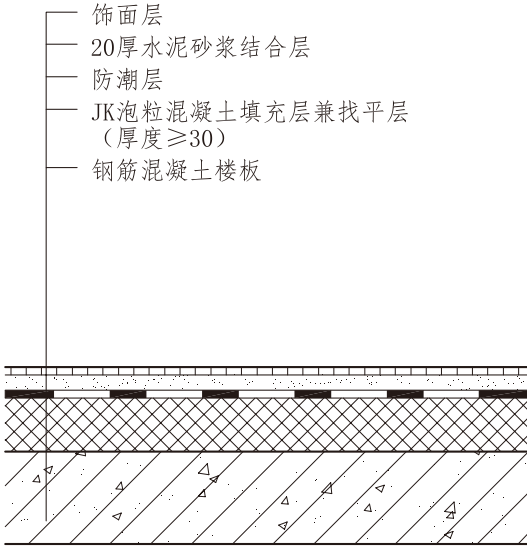 饰面层
20厚水泥砂浆结合层
防潮层
JK泡粒混凝土填充层兼找平层
（厚度≥30）
钢筋混凝土楼板